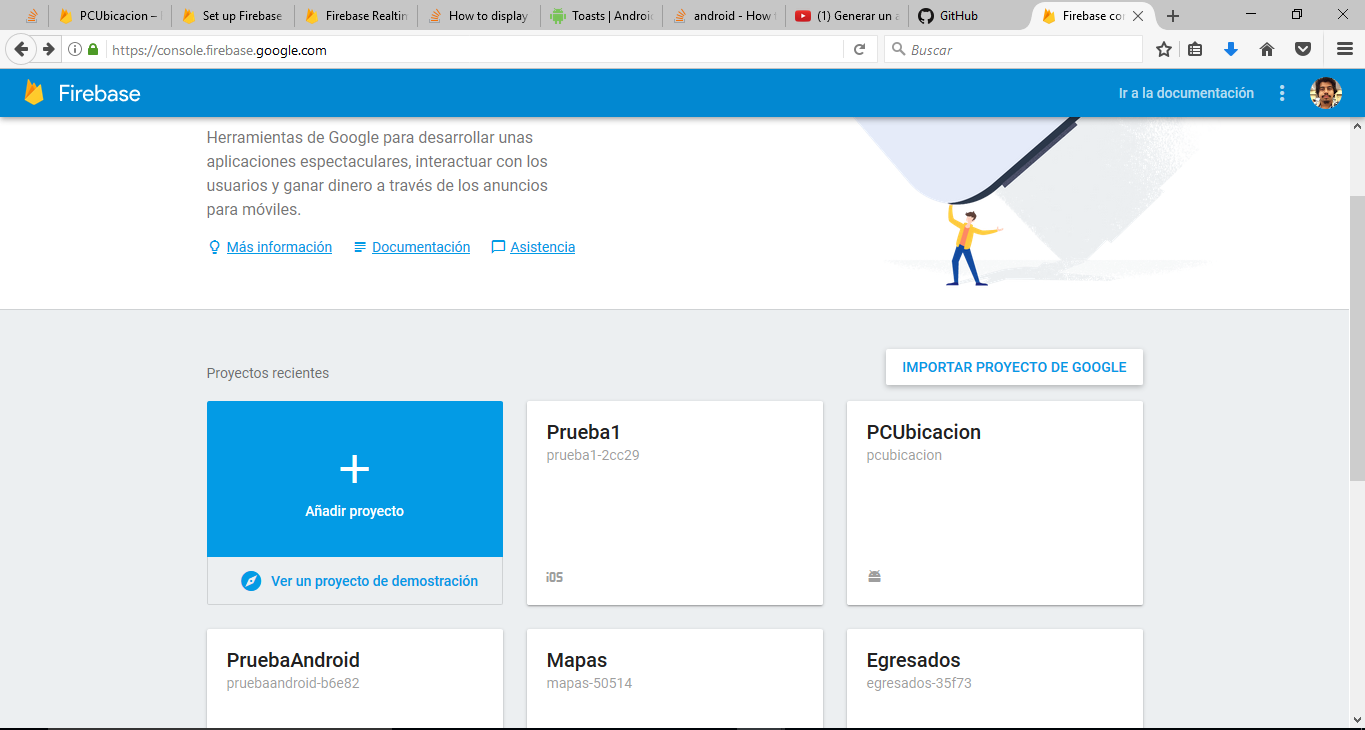 PCUbicacion –
Set up Firebase
Firebase Realtin
How to display
Toasts | Android
android - How
(1) Generar un a
GitHub
Firebase co
https://console.firebase.google.com
Buscar
Firebase
Ir a la documentación
Herramientas de Google para desarrollar unas
aplicaciones espectaculares, interactuar con los
usuarios y ganar dinero a través de los anuncios
para móviles.
Más información
Documentación
Asistencia
Proyectos recientes
IMPORTAR PROYECTO DE GOOGLE
Añadir proyecto
Ver un proyecto de demostración
Prueba1
prueba1-2cc29
iOS
PCUbicacion
pcubicacion
PruebaAndroid
pruebaandroid-b6e82
Mapas
mapas-50514
Egresados
egresados-35f73